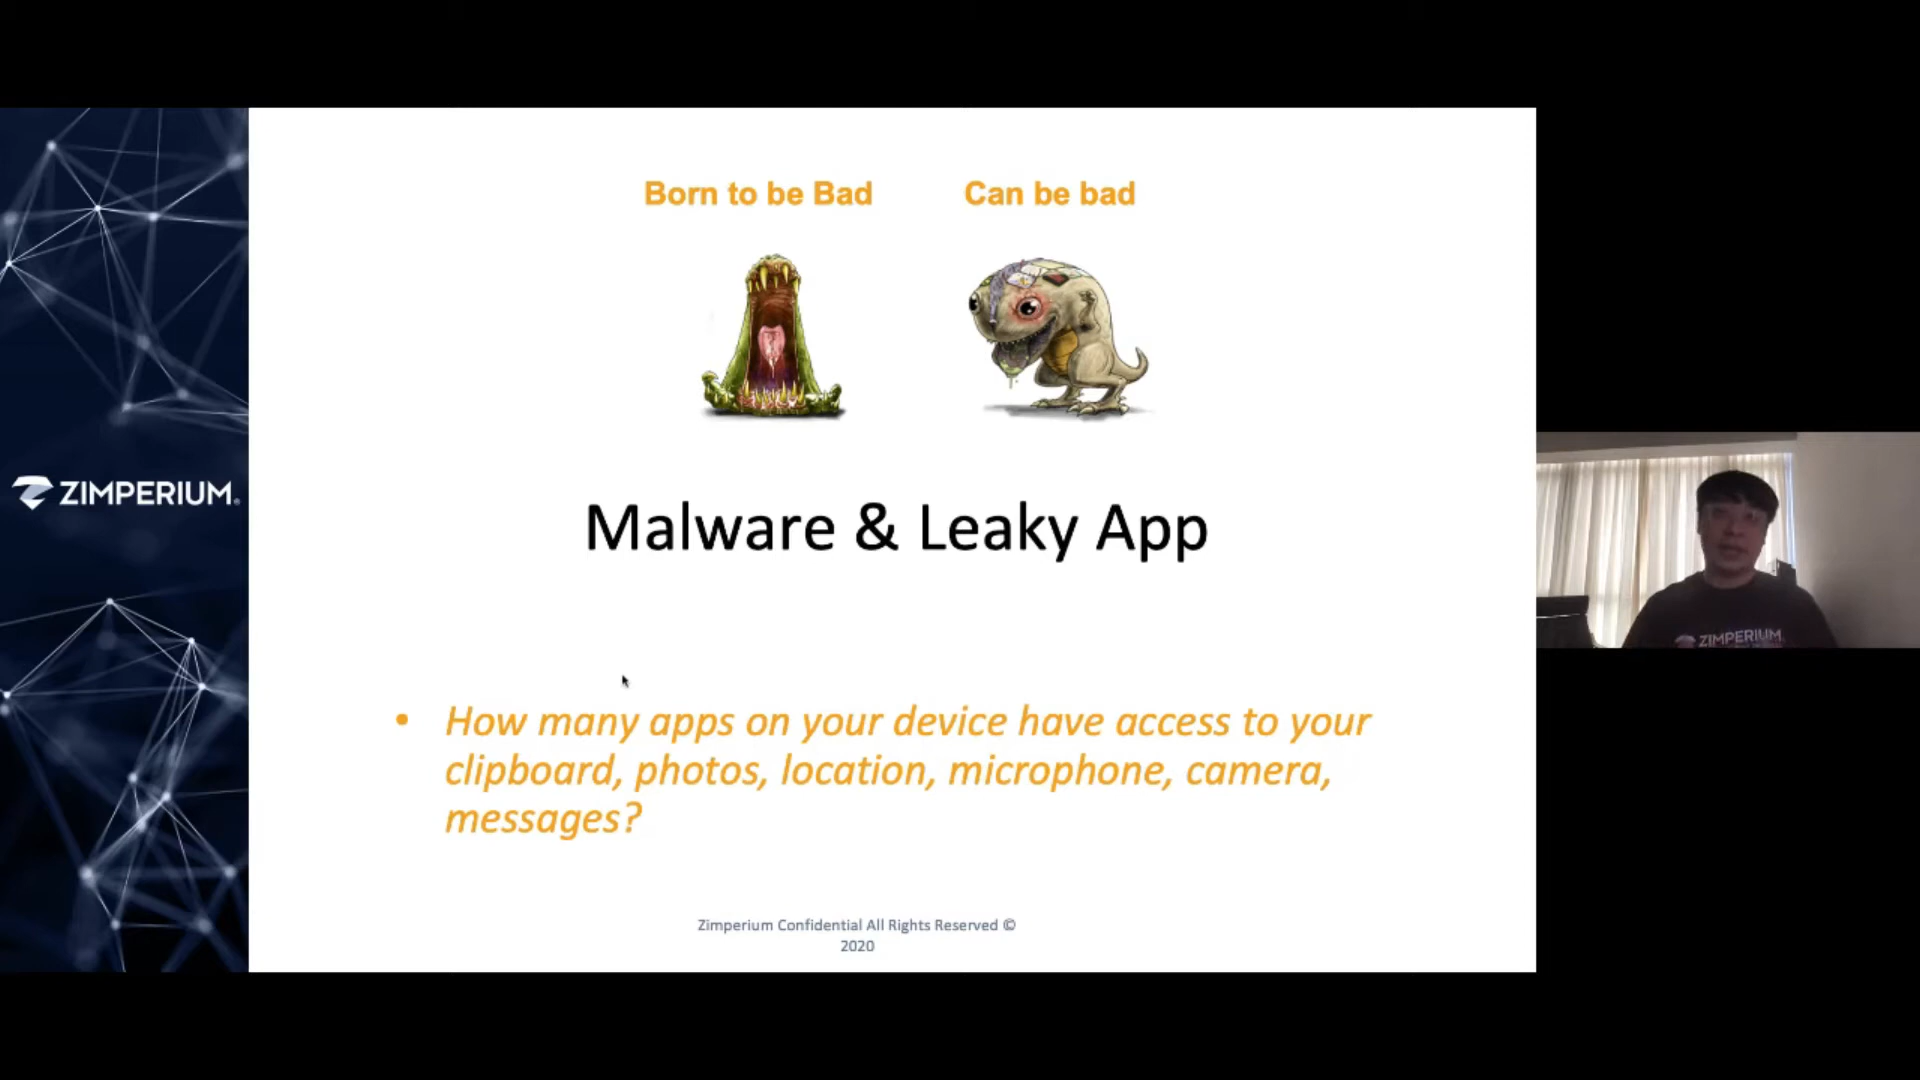 Born to be Bad
Can be bad
ZIMPERIUM.
Malware & Leaky App
ZIMPERIUM
• How many apps on your device have access to your
clipboard, photos, location, microphone, camera,
messages?
Zimperium Confidential All Rights Reserved ©
2020